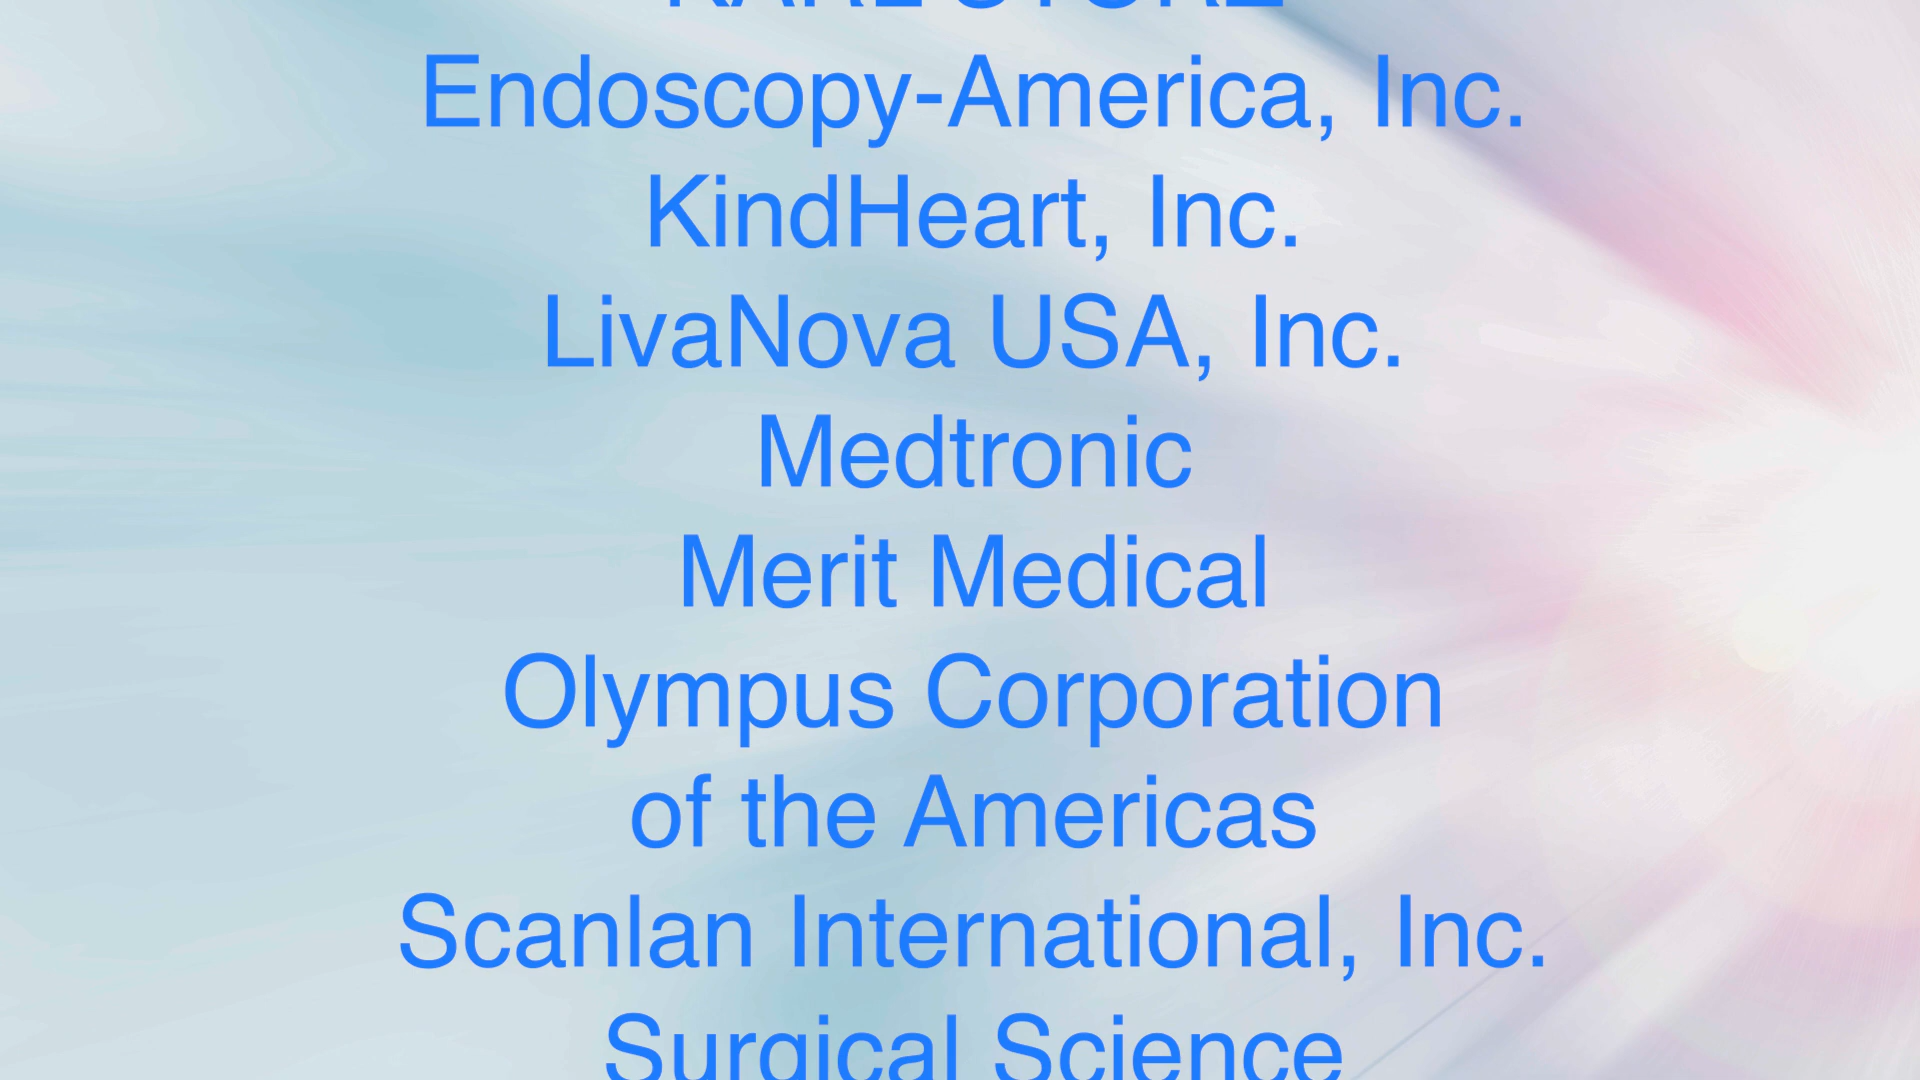 Endoscopy-America, Inc.
KindHeart, Inc.
LivaNova USA, Inc.
Medtronic
Merit Medical
Olympus Corporation
of the Americas
Scanlan International, Inc.
Surgical Science